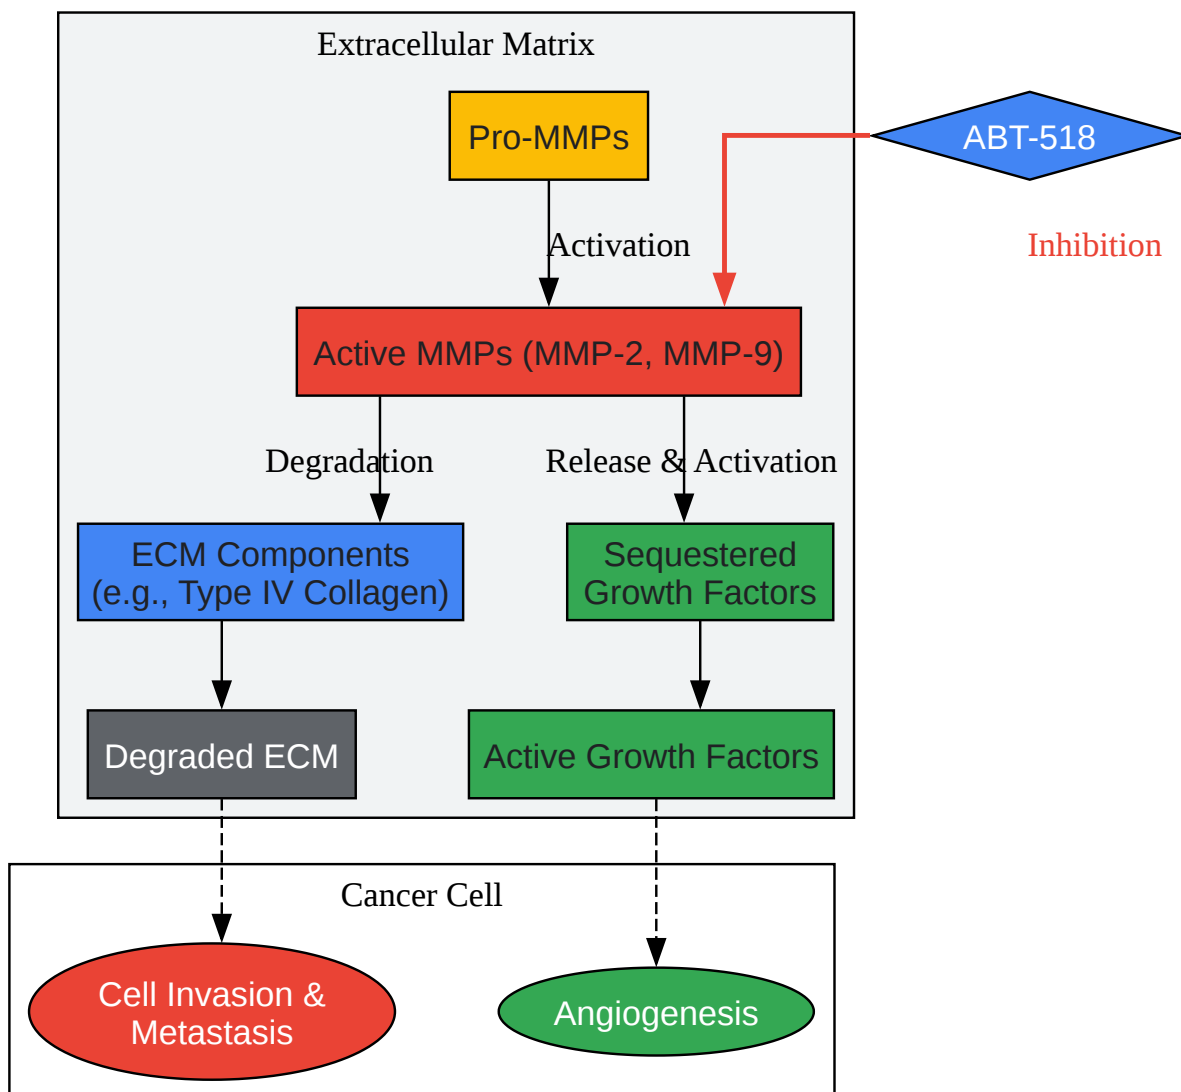 Extracellular Matrix
Pro-MMPs
ABT-518
Activation
Inhibition
Active MMPs (MMP-2, MMP-9)
Degradation
Release & Activation
ECM Components
(e.g., Type IV Collagen)
Sequestered
Growth Factors
Degraded ECM
Active Growth Factors
Cancer Cell
Cell Invasion &
Metastasis
Angiogenesis